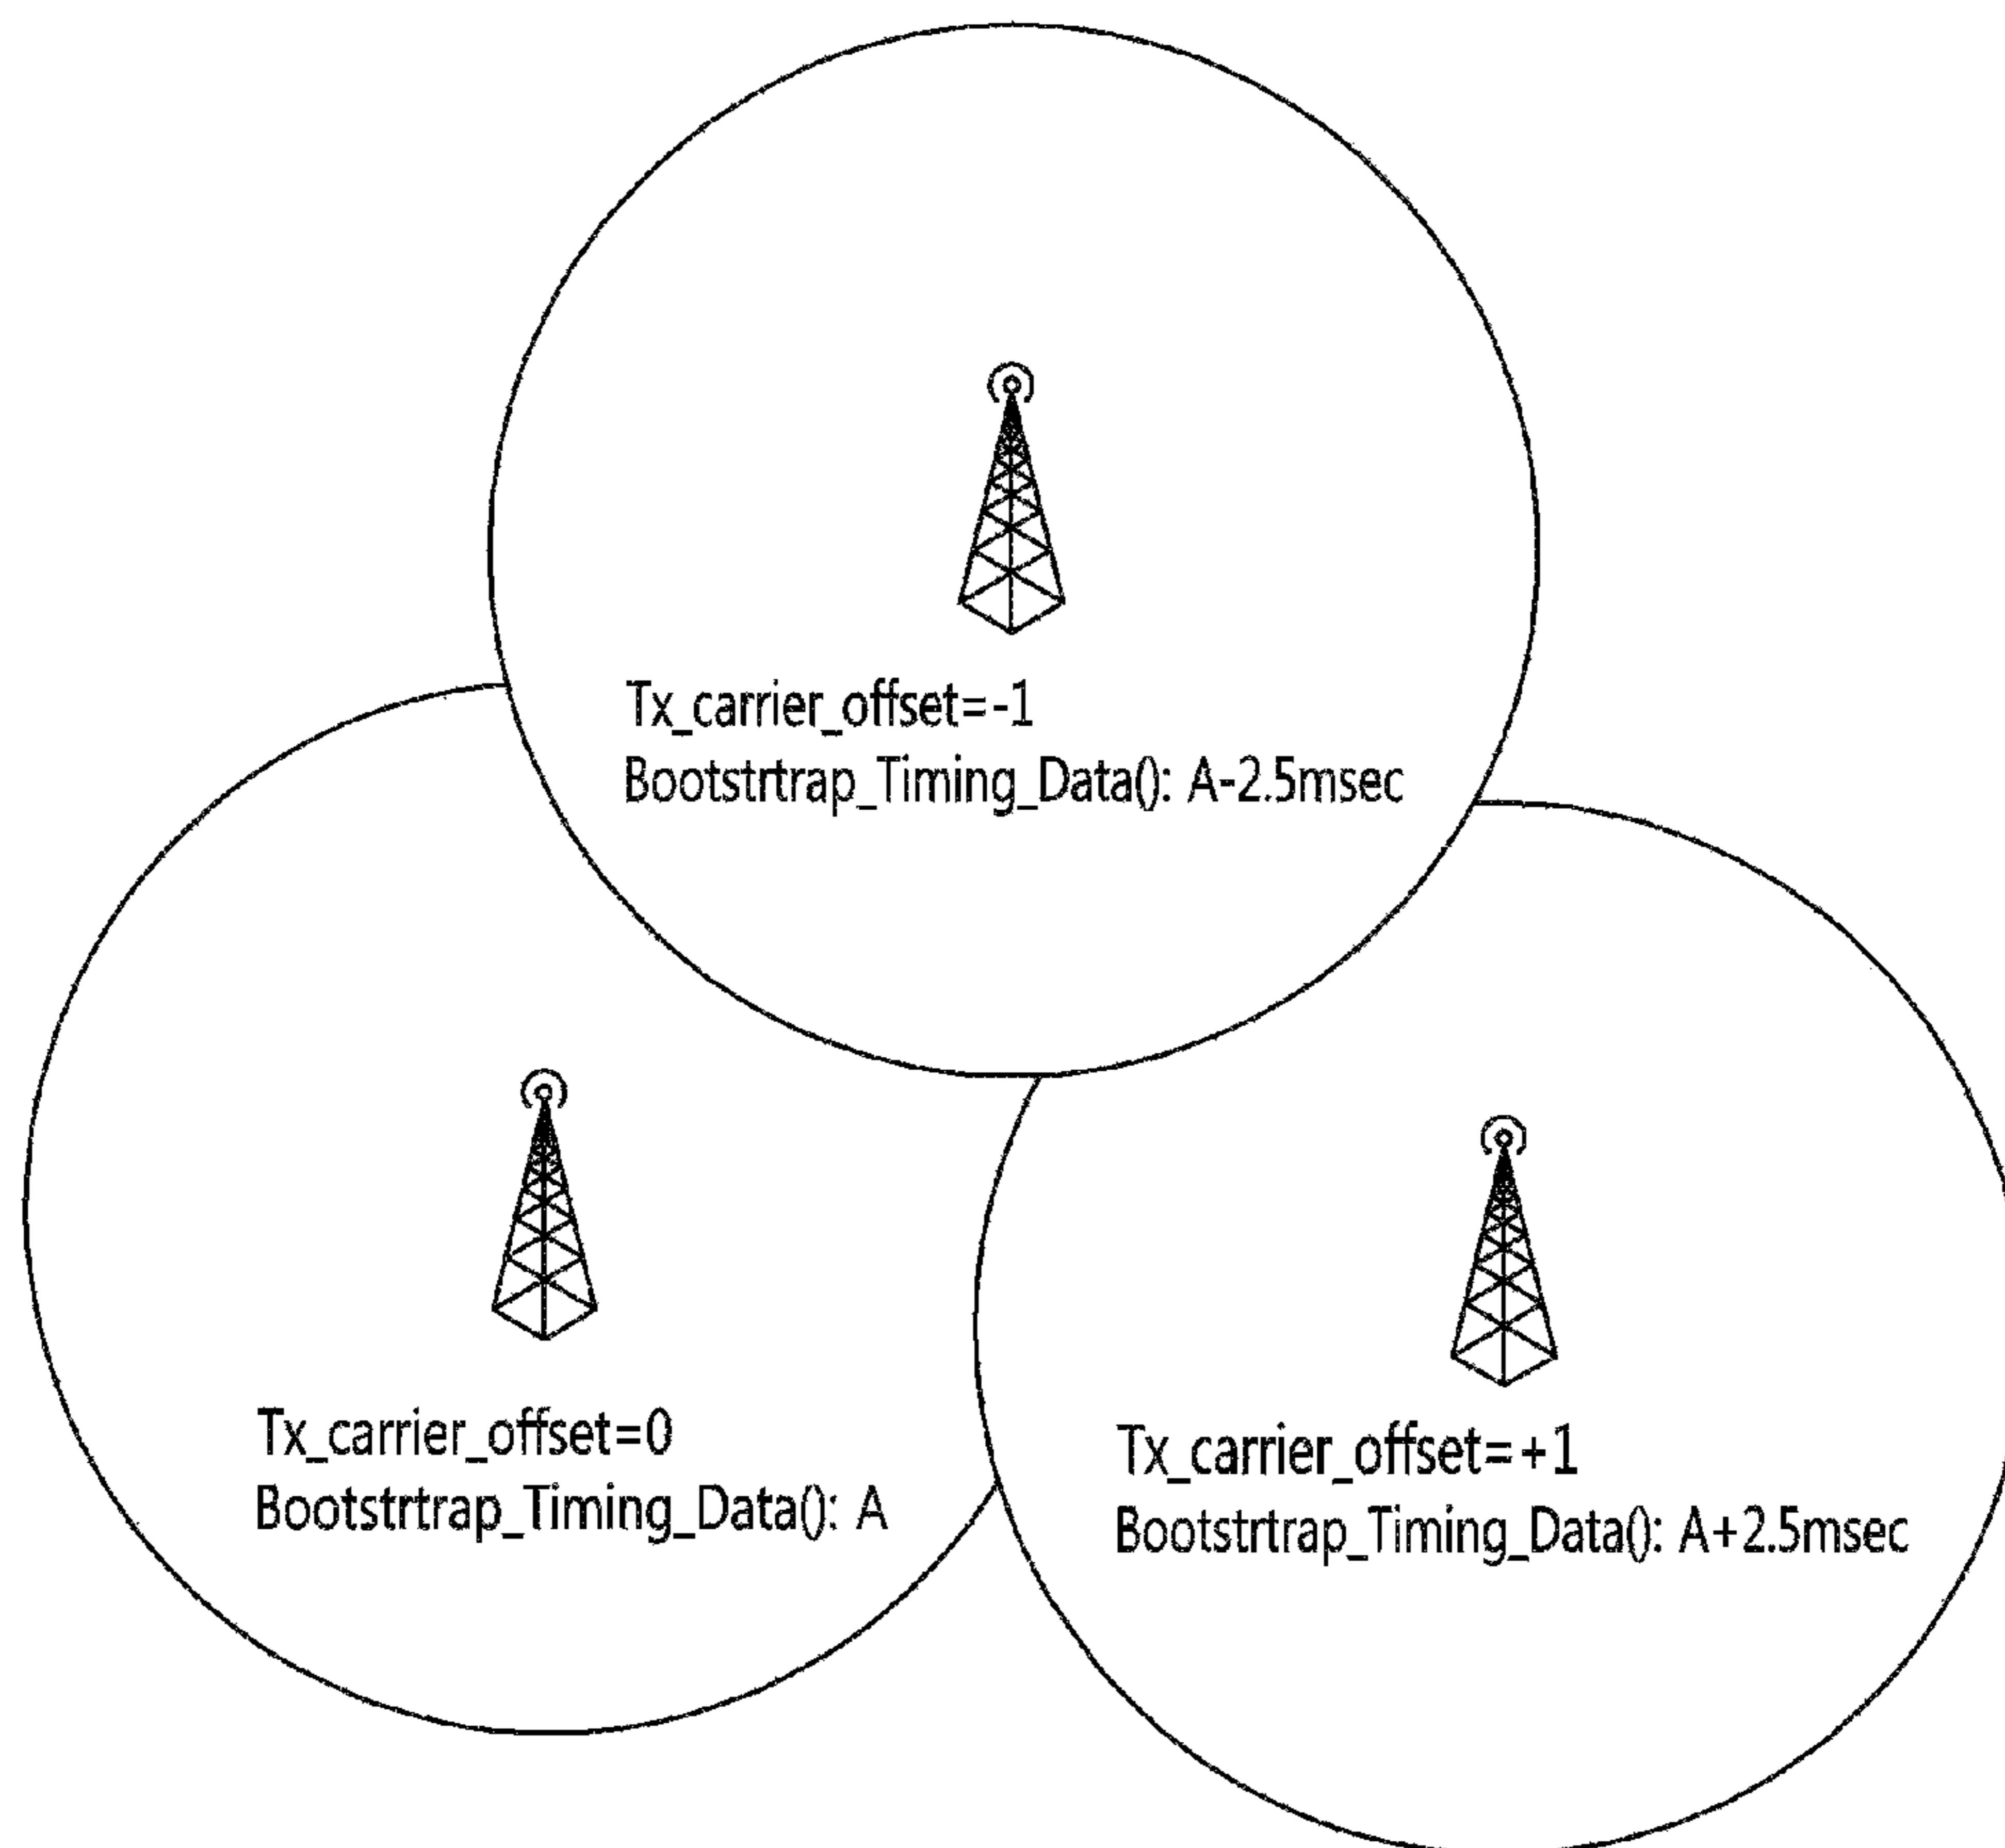 Tx_carrier_offset=-1
Bootstrtrap_Timing_Data(): A-2.5msec
Tx_carrier_offset=0
Bootstrtrap_Timing_Data(): A
Tx_carrier_offset=+1
Bootstrtrap_Timing_Data(): A+2.5msec